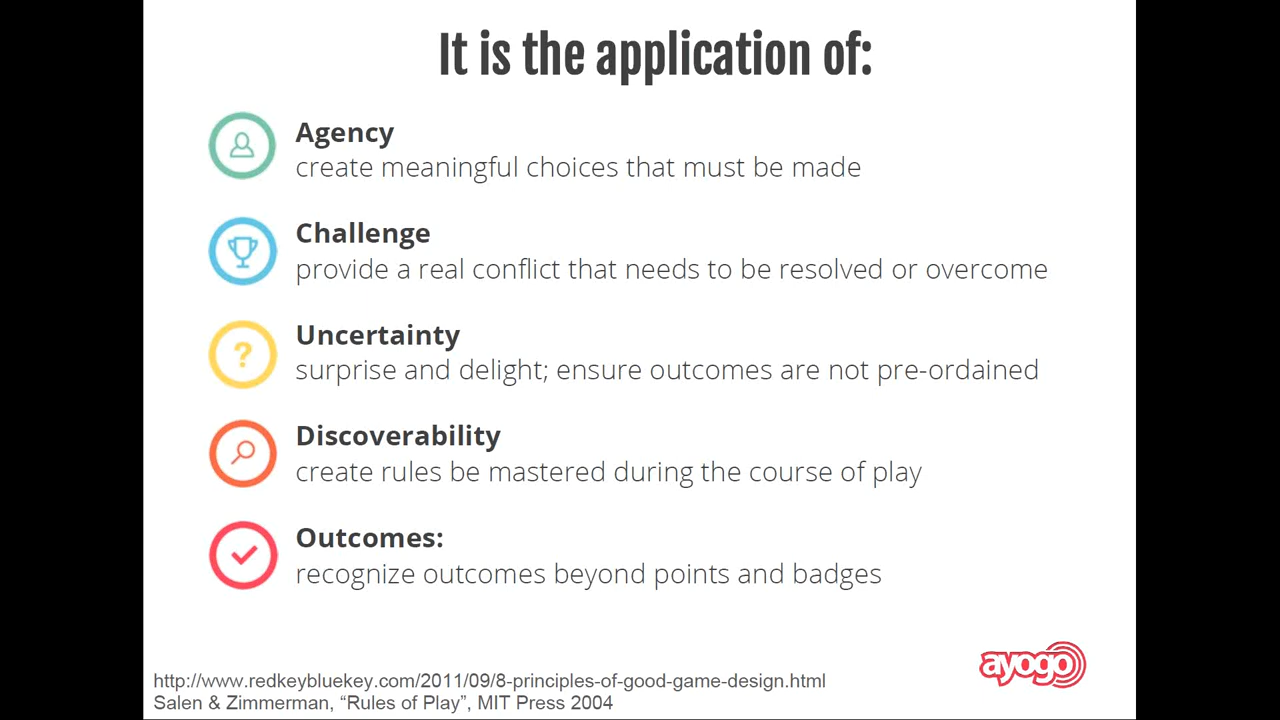 It is the application of:
Agency
create meaningful choices that must be made
Challenge
provide a real conflict that needs to be resolved or overcome
?
Uncertainty
surprise and delight; ensure outcomes are not pre-ordained
Discoverability
create rules be mastered during the course of play
Outcomes:
recognize outcomes beyond points and badges
ayogo
http://www.redkeybluekey.com/2011/09/8-principles-of-good-game-design.html
Salen & Zimmerman, “Rules of Play”, MIT Press 2004